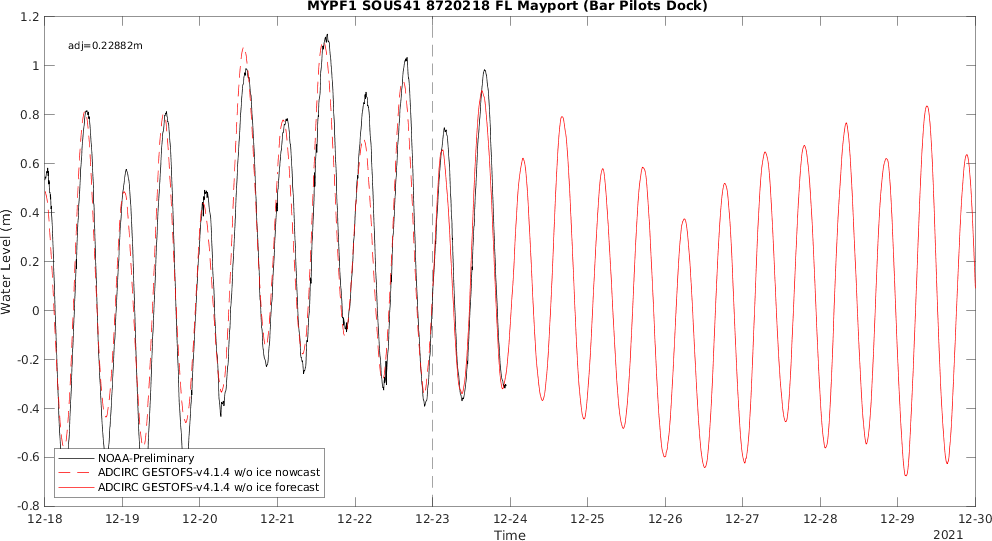 MYPF1 SOUS41 8720218 FL Mayport (Bar Pilots Dock)
adj=0.22882m
Water Level (m)
1.2
1
0.8
0.6
0.4
0.2
0
-0.2
-0.4
-0.6
-0.8
NOAA-Preliminary
ADCIRC GESTOFS-v4.1.4 w/o ice nowcast
ADCIRC GESTOFS-v4.1.4 w/o ice forecast
12-18 12-19 12-20 12-21 12-22 12-23 12-24 12-25 12-26 12-27 12-28 12-29 12-30
Time
2021